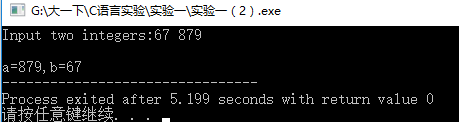 G:\大一下\C语言实验\实验一\实验一（2）.exe
Input two integers:67 879
a=879,b=67
--------------------------------
Process exited after 5.199 seconds with return value 0
请按任意键继续. . .